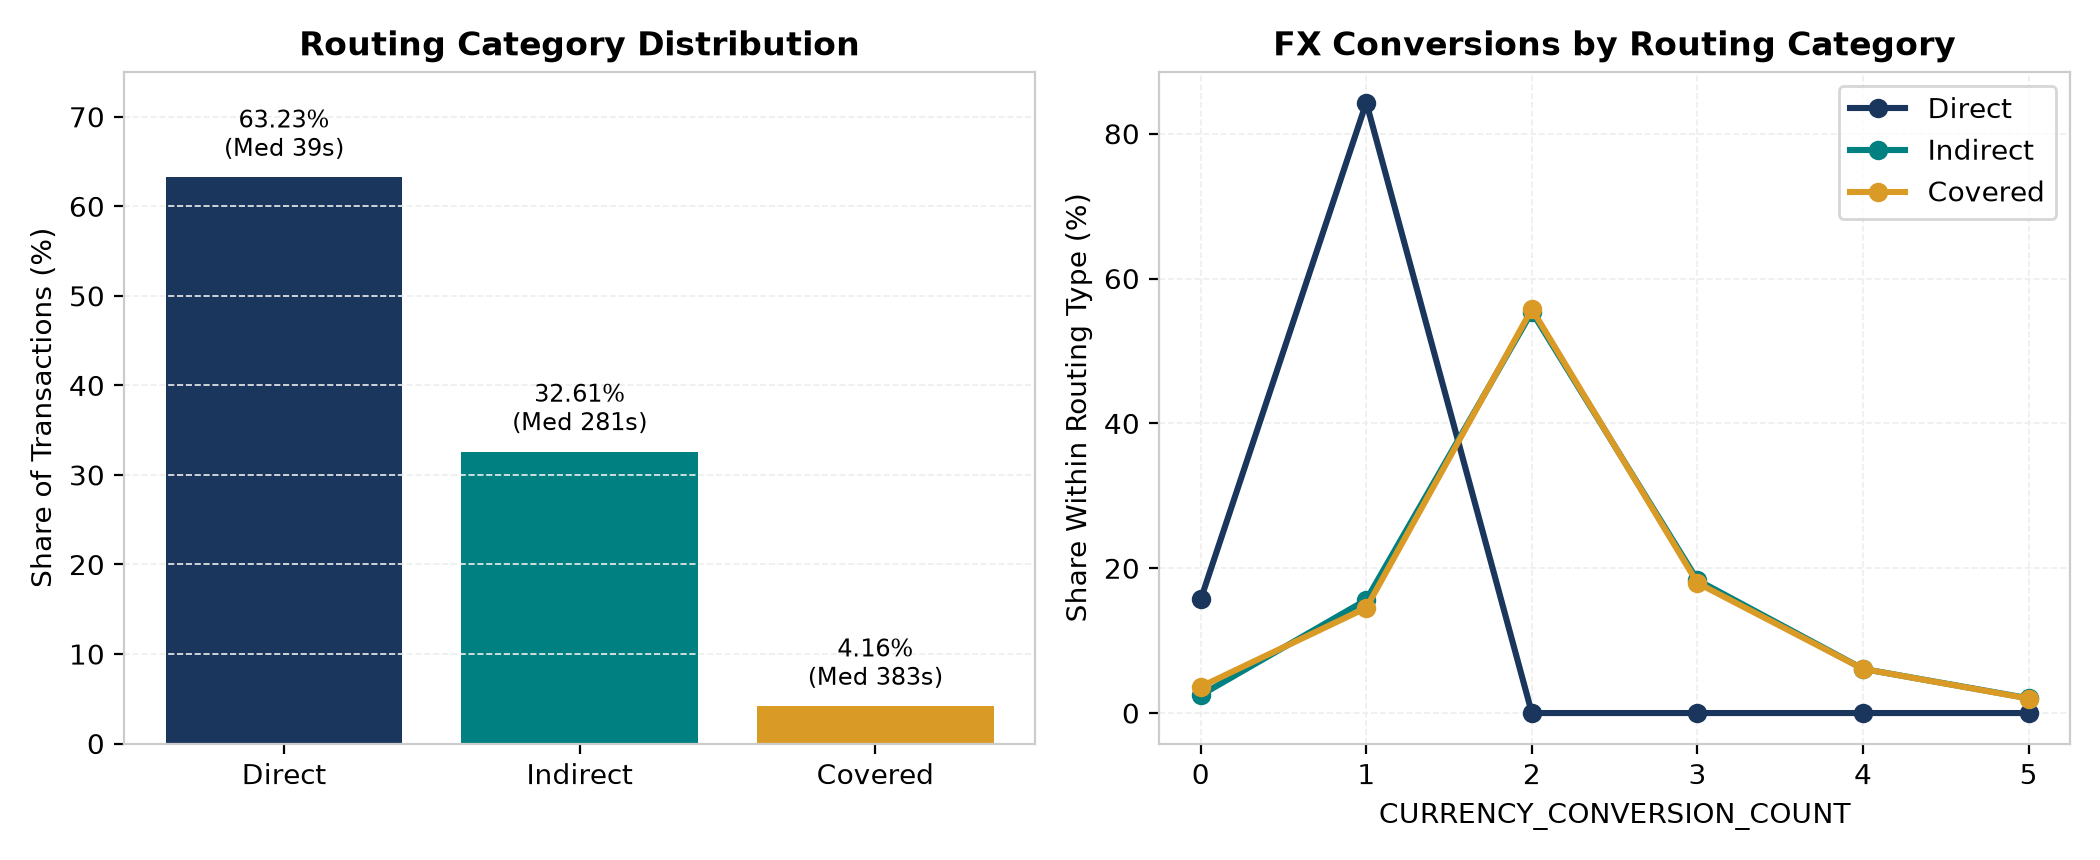 Routing Category Distribution
Share of Transactions (%)
70
60
50
40
30
20
10
0
63.23%
(Med 39s)
32.61%
(Med 281s)
4.16%
(Med 383s)
Direct
Indirect
Covered
FX Conversions by Routing Category
Share Within Routing Type (%)
80
60
40
20
0
Direct
Indirect
Covered
0
1
2
3
4
5
CURRENCY_CONVERSION_COUNT